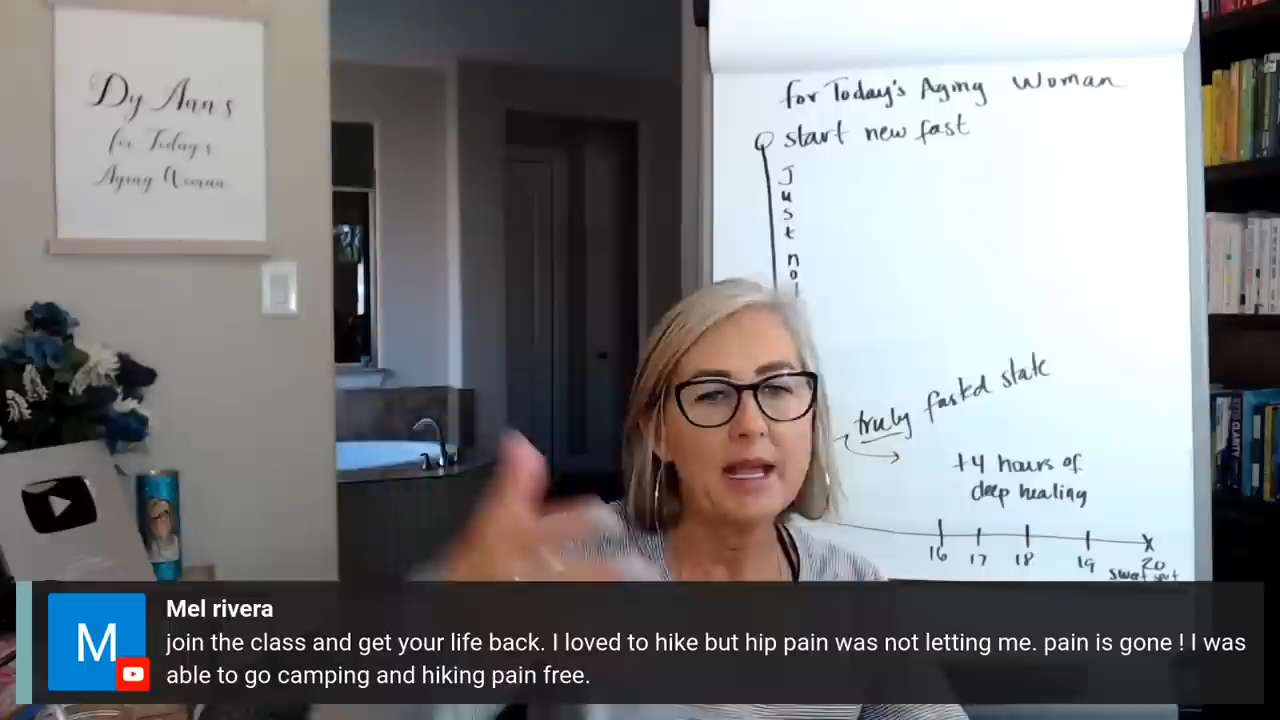 Dy Ann's
for Today's
Aging Woman
for Today's Aging Woman
start new fast
J
u
s
t
n
o
truly fasted state
+4 hours of
deep healing
16 17 18 19 20
sweet spot
CLARITY
M
Mel rivera
join the class and get your life back. I loved to hike but hip pain was not letting me. pain is gone ! I was
able to go camping and hiking pain free.